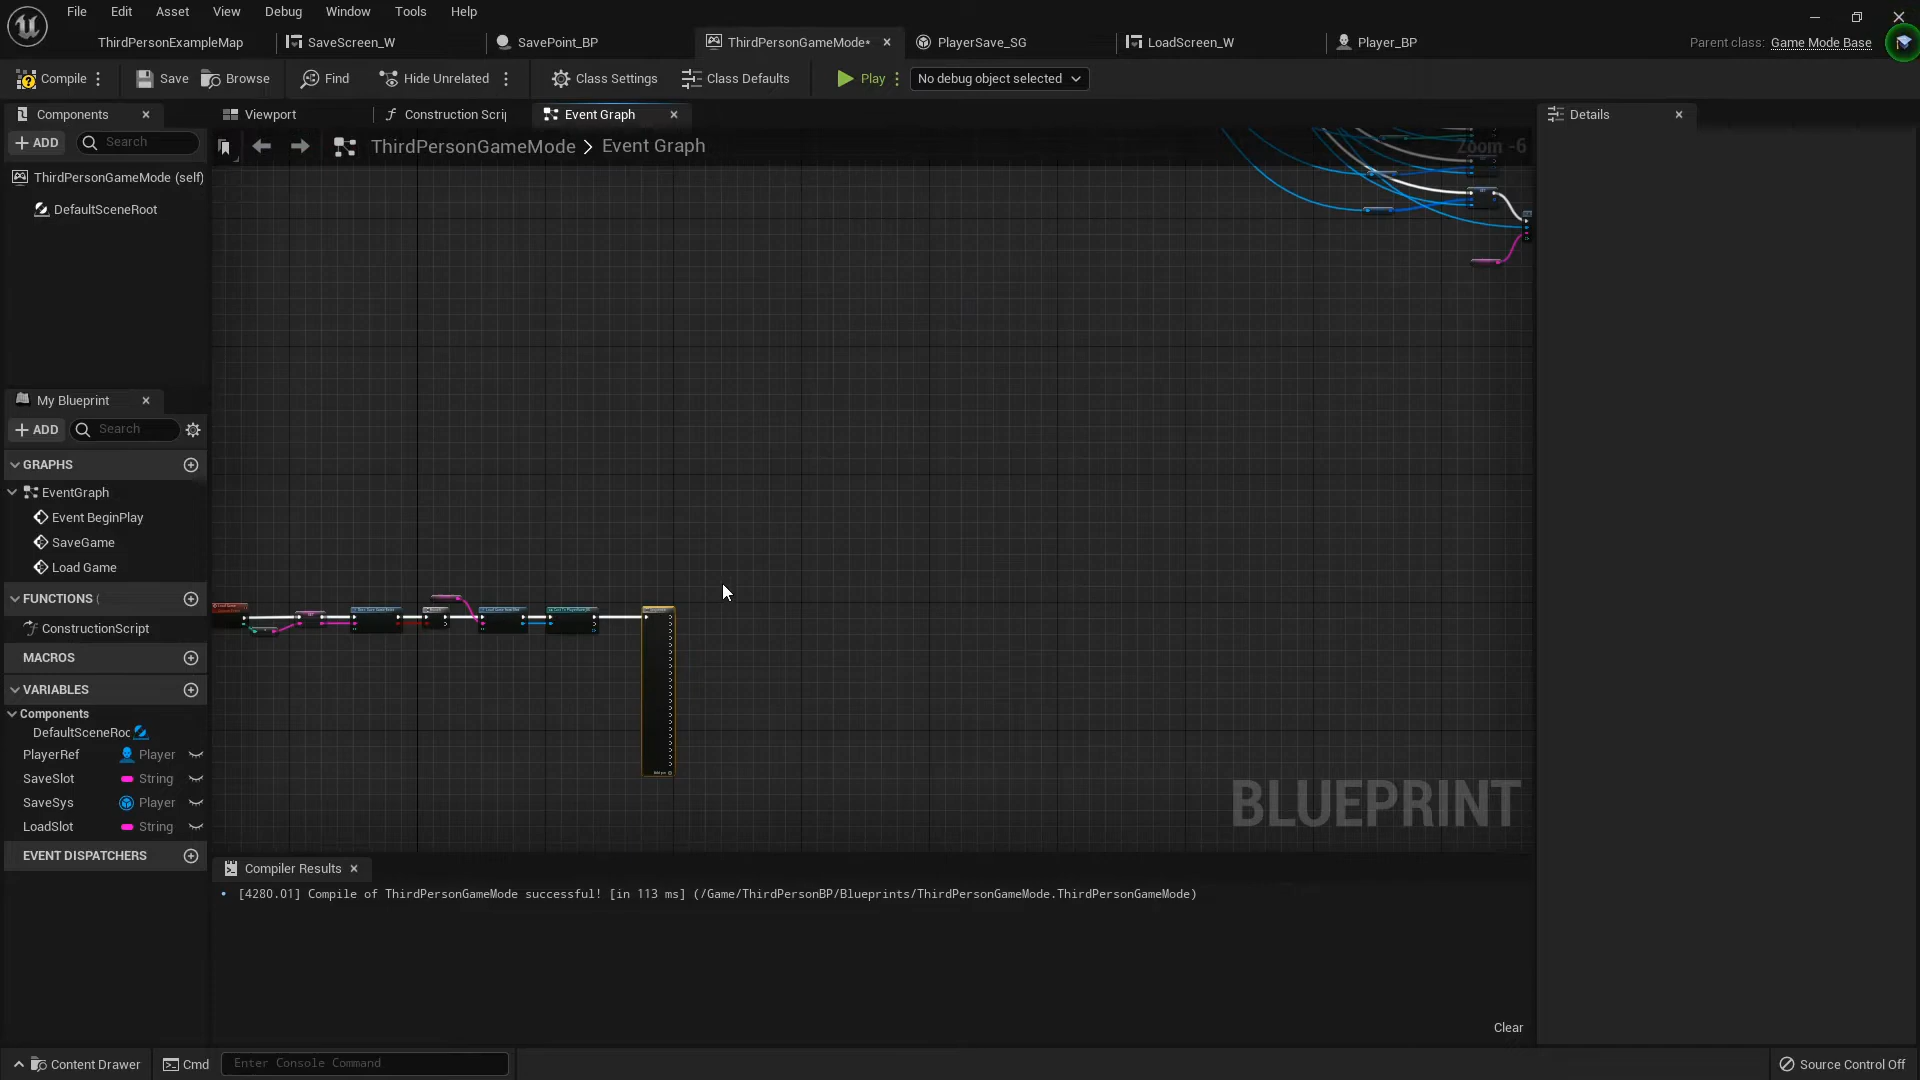 File Edit Asset View Debug Window Tools Help
ThirdPersonExampleMap SaveScreen_W SavePoint_BP ThirdPersonGameMode* PlayerSave_SG LoadScreen_W Player_BP Parent class: Game Mode Base
Compile Save Browse Find Hide Unrelated Class Settings Class Defaults Play No debug object selected
Components Viewport Construction Scri Event Graph Details
ADD Search ThirdPersonGameMode > Event Graph Zoom -6
ThirdPersonGameMode (self)
DefaultSceneRoot
My Blueprint
ADD Search
GRAPHS
EventGraph
Event BeginPlay
SaveGame
Load Game
FUNCTIONS (
ConstructionScript
MACROS
VARIABLES
Components
DefaultSceneRoo
PlayerRef Player
SaveSlot String
SaveSys Player
LoadSlot String
EVENT DISPATCHERS
BLUEPRINT
Compiler Results
[4280.01] Compile of ThirdPersonGameMode successful! [in 113 ms] (/Game/ThirdPersonBP/Blueprints/ThirdPersonGameMode.ThirdPersonGameMode)
Clear
Content Drawer Cmd Enter Console Command Source Control Off